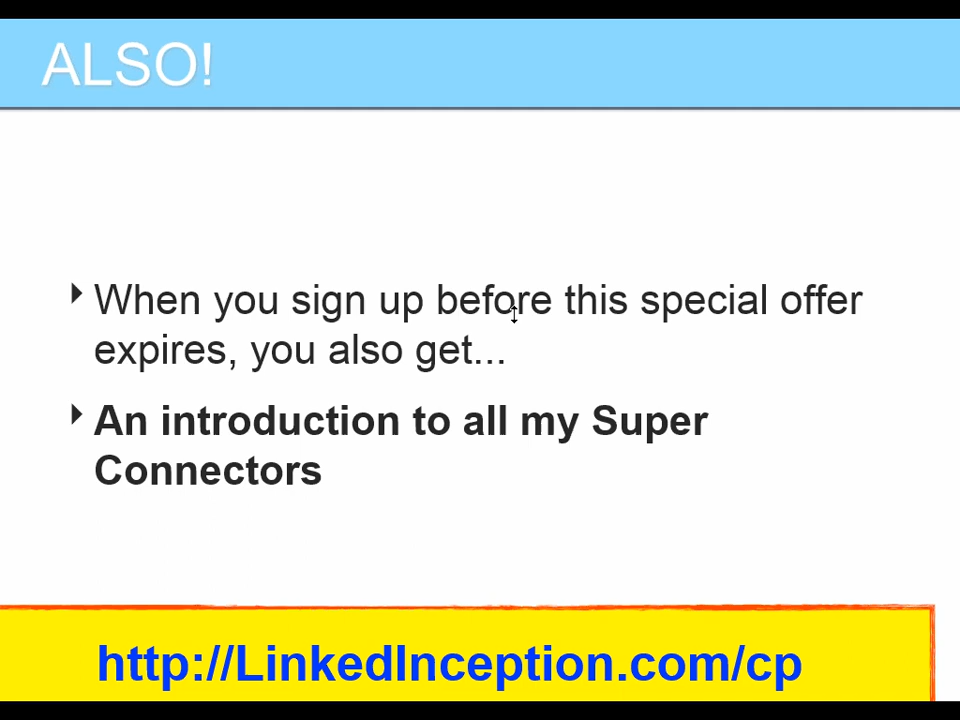 ALSO!
When you sign up before this special offer
expires, you also get...
An introduction to all my Super
Connectors
http://LinkedInception.com/cp